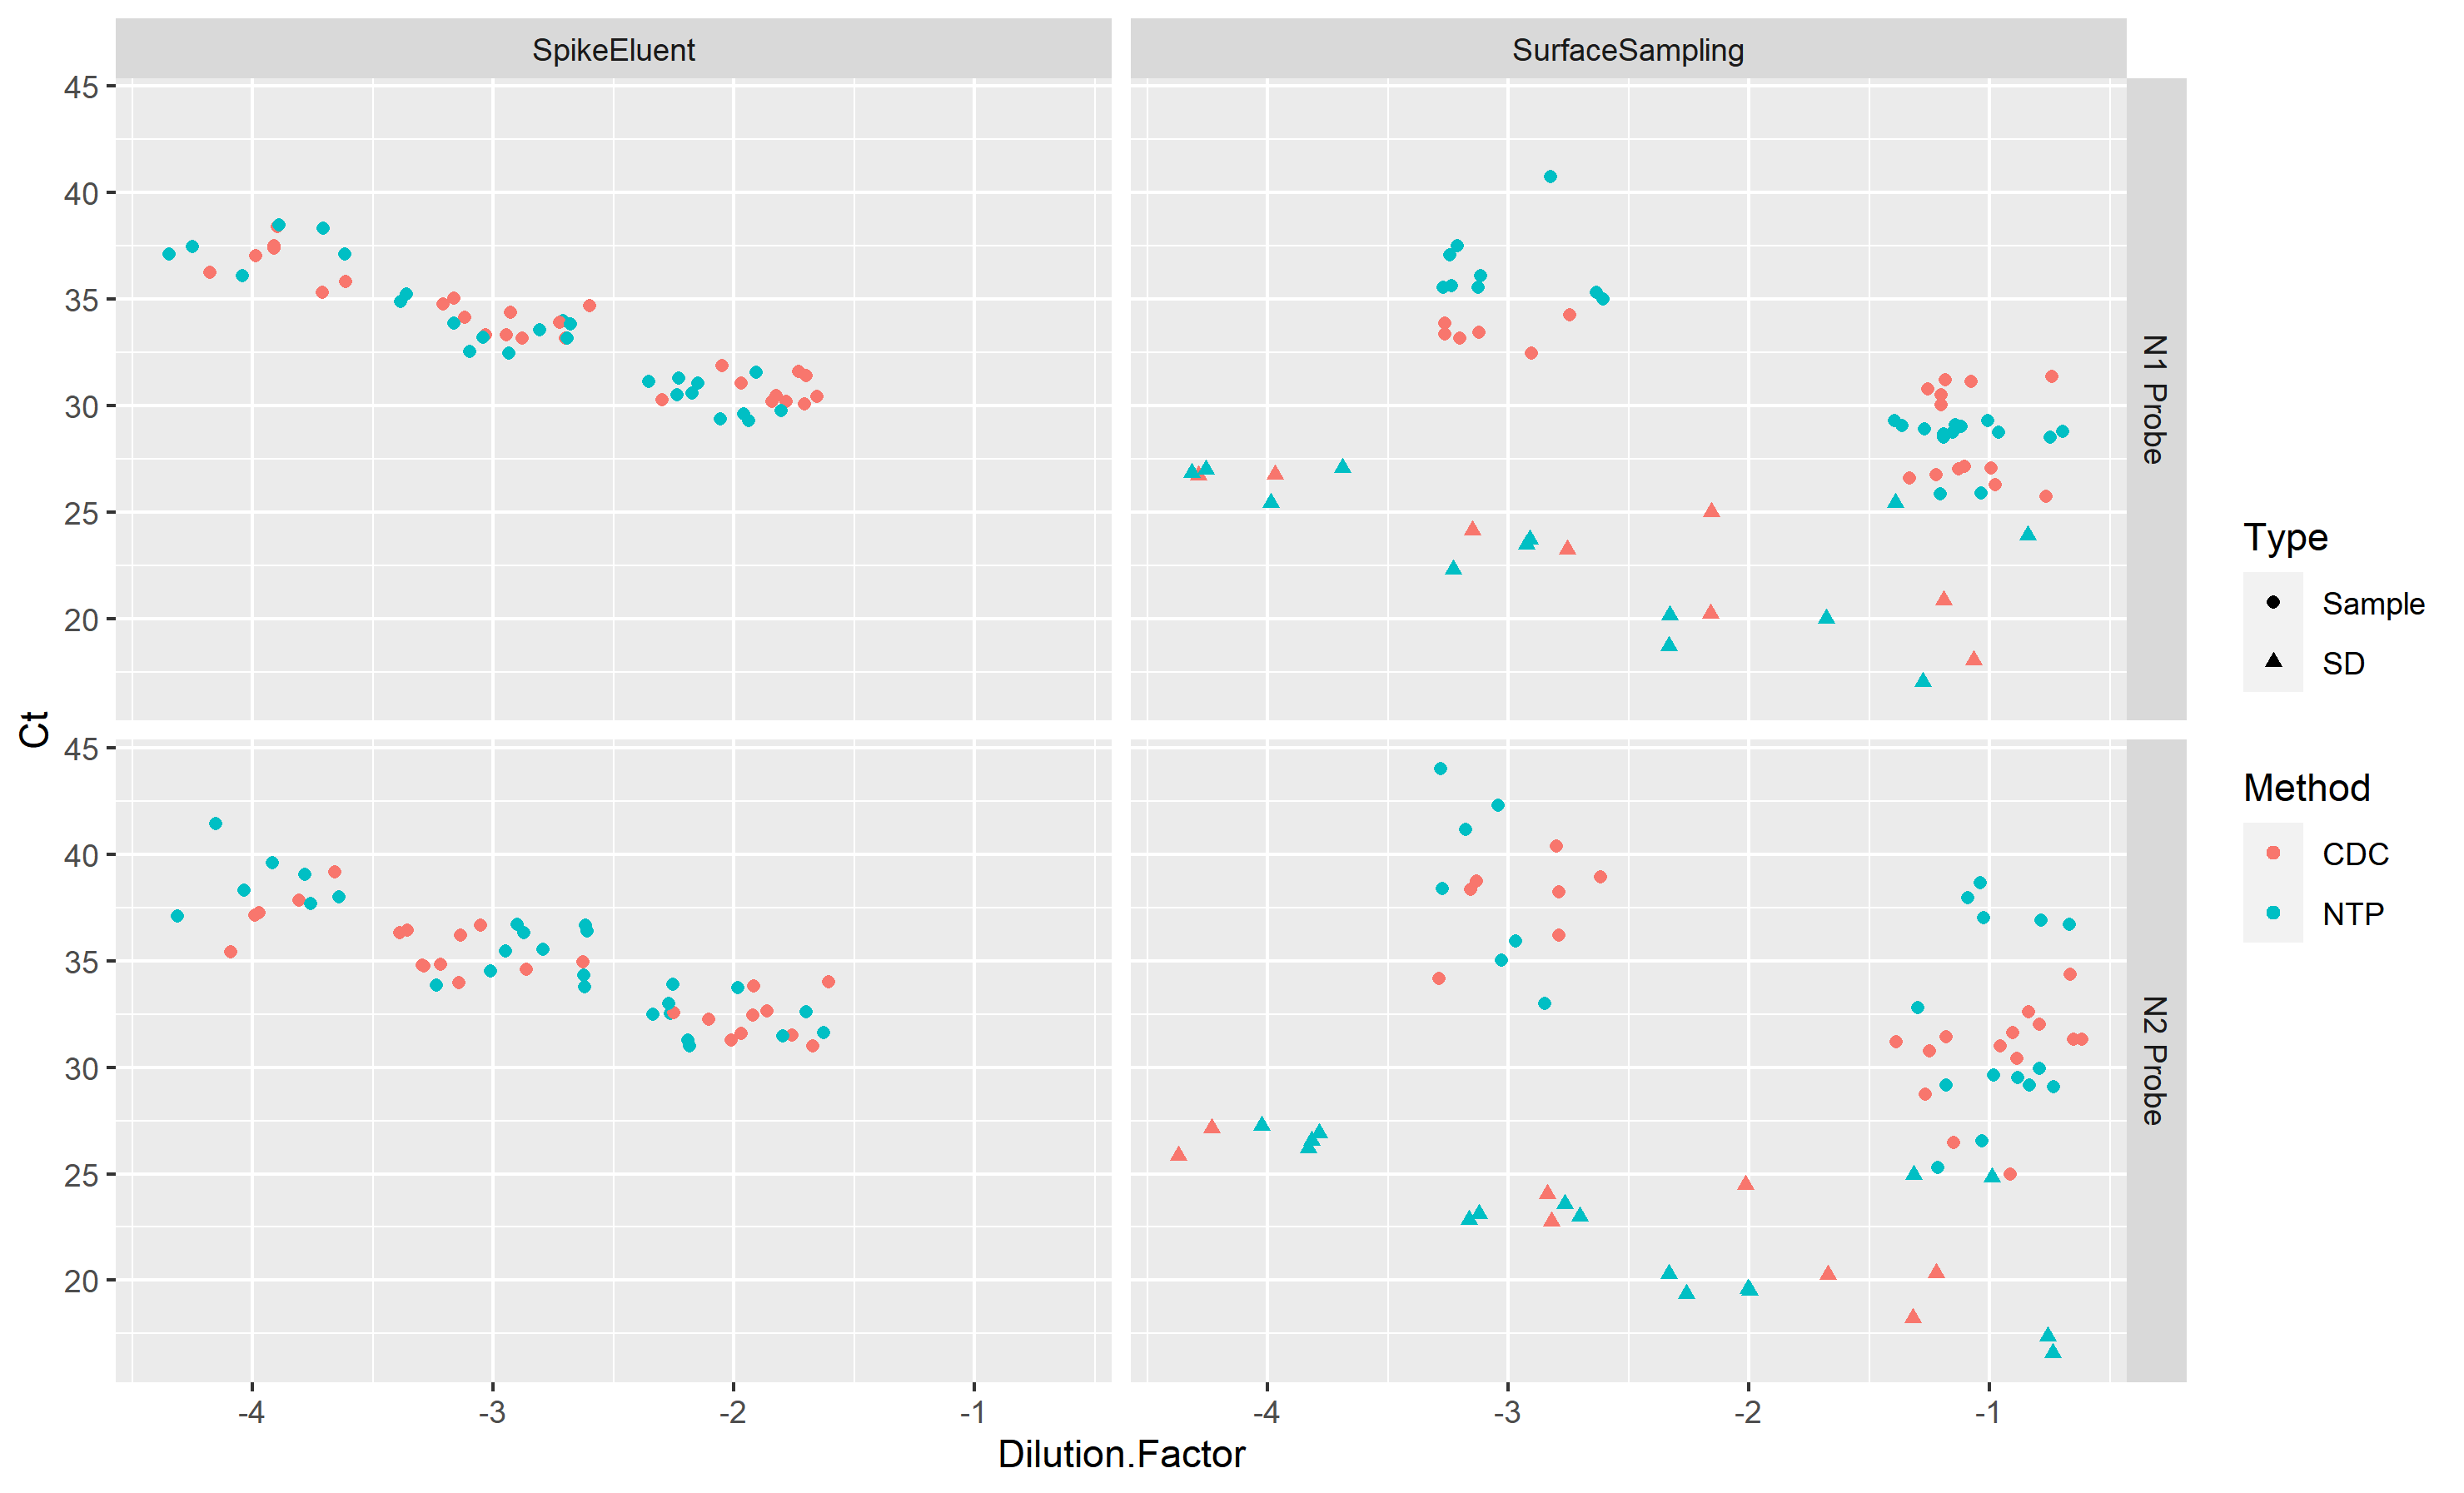 SpikeEluent
SurfaceSampling
45
40
35
30
25
20
N1 Probe
Ct
45
40
35
30
25
20
N2 Probe
-4
-3
-2
-1
-4
-3
-2
-1
Dilution.Factor
Type
Sample
SD
Method
CDC
NTP